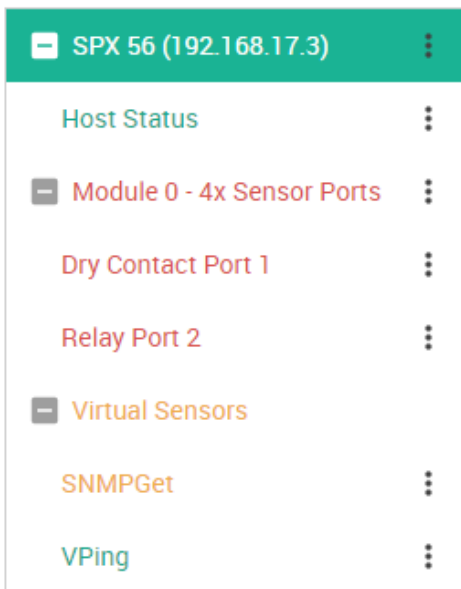 SPX 56 (192.168.17.3)
Host Status
Module 0 - 4x Sensor Ports
Dry Contact Port 1
Relay Port 2
Virtual Sensors
SNMPGet
VPing